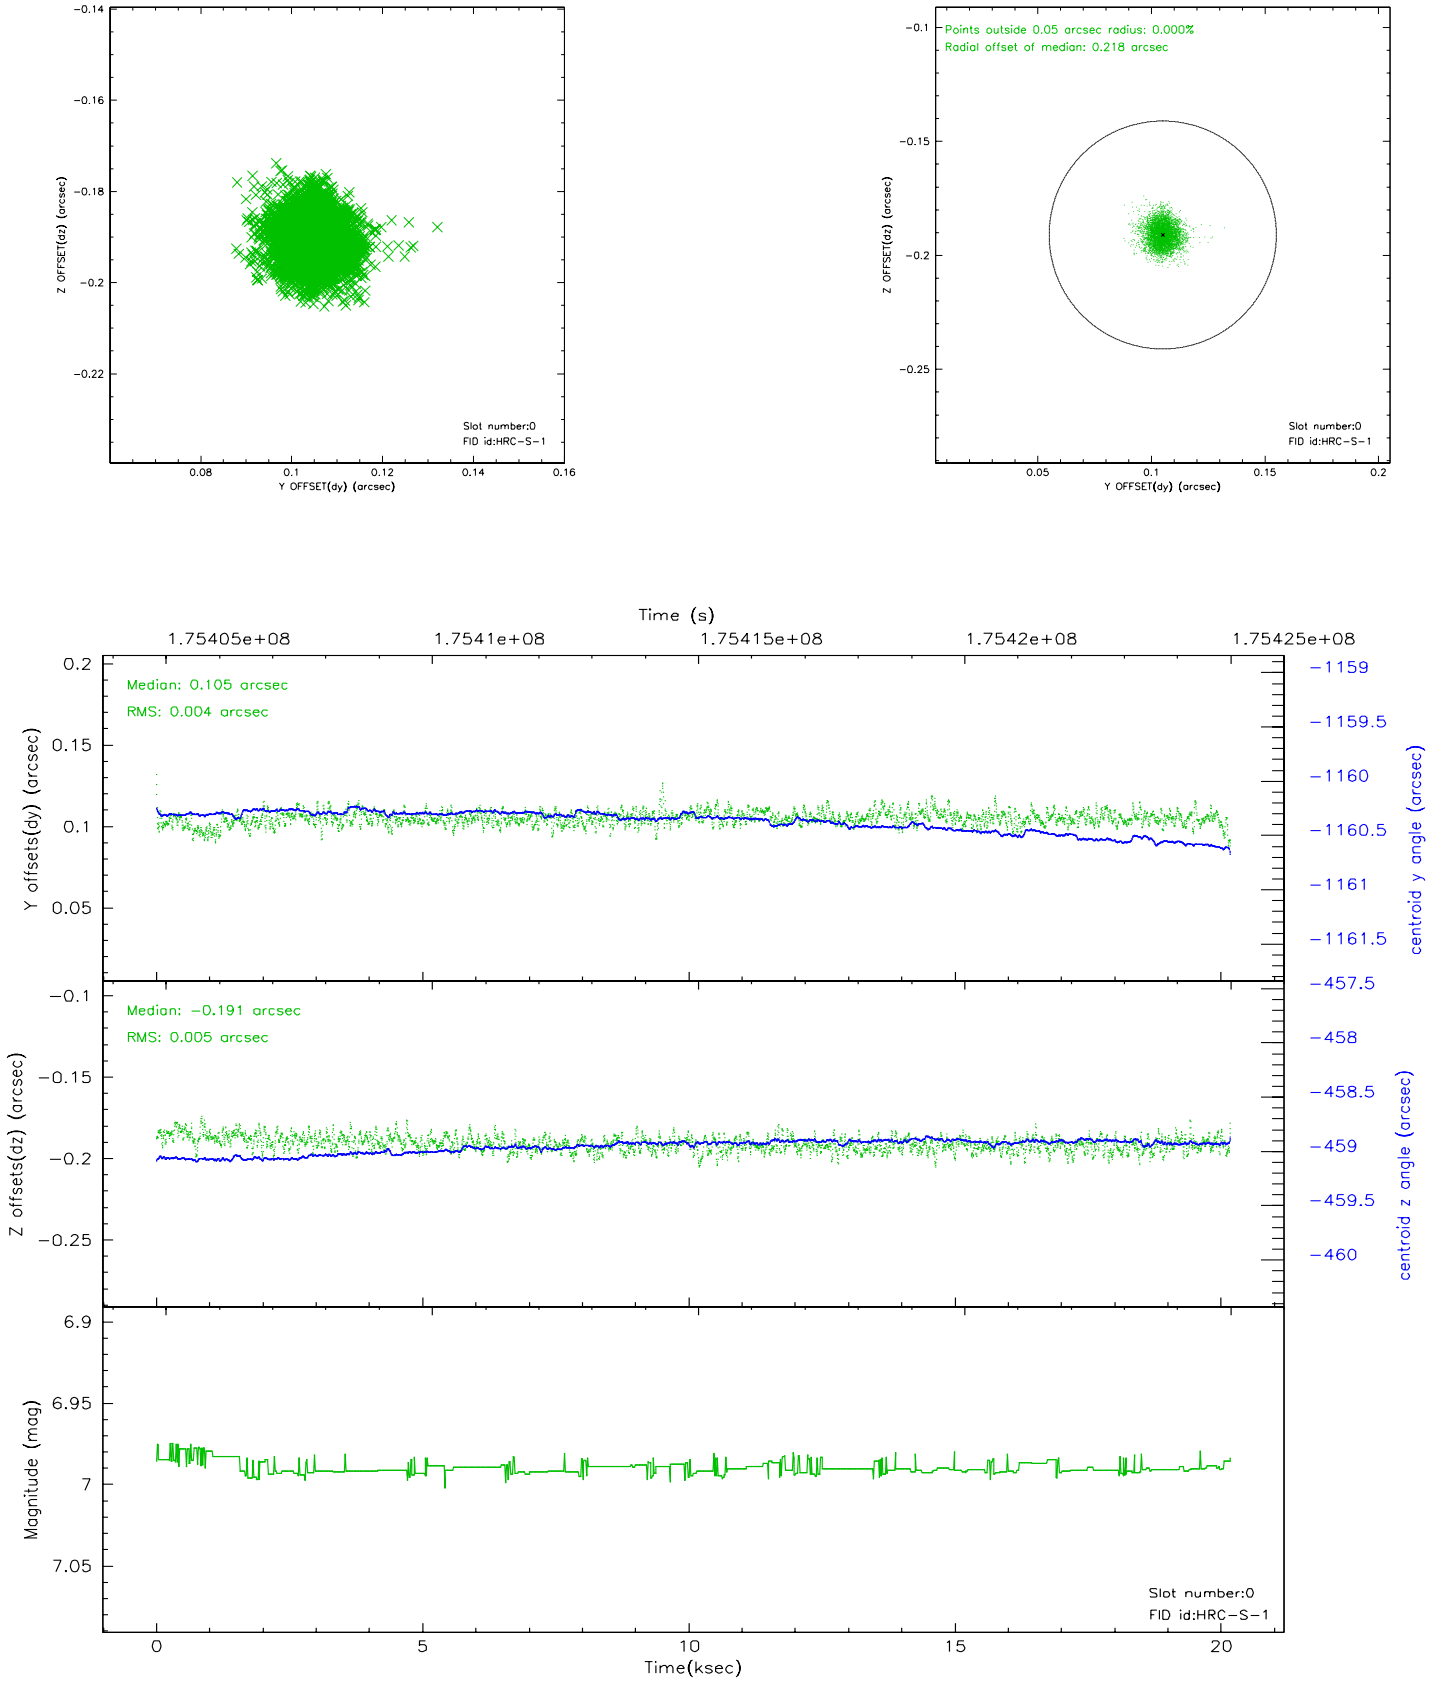 -0.14
-0.16
-0.18
-0.2
-0.22
Z OFFSET(dz) (arcsec)
0.08 0.1 0.12 0.14 0.16
Y OFFSET(dy) (arcsec)
Slot number:0
FID id:HRC-S-1
Points outside 0.05 arcsec radius: 0.000%
Radial offset of median: 0.218 arcsec
-0.1
-0.15
-0.2
-0.25
Z OFFSET(dz) (arcsec)
0.05 0.1 0.15 0.2
Y OFFSET(dy) (arcsec)
Slot number:0
FID id:HRC-S-1
Time (s)
1.75405e+08 1.7541e+08 1.75415e+08 1.7542e+08 1.75425e+08
Median: 0.105 arcsec
RMS: 0.004 arcsec
0.2
0.15
0.1
0.05
Y offsets(dy) (arcsec)
-1159
-1159.5
-1160
-1160.5
-1161
-1161.5
centroid y angle (arcsec)
Median: -0.191 arcsec
RMS: 0.005 arcsec
-0.1
-0.15
-0.2
-0.25
Z offsets(dz) (arcsec)
-457.5
-458
-458.5
-459
-459.5
-460
centroid z angle (arcsec)
6.9
6.95
7
7.05
Magnitude (mag)
Slot number:0
FID id:HRC-S-1
0 5 10 15 20
Time(ksec)